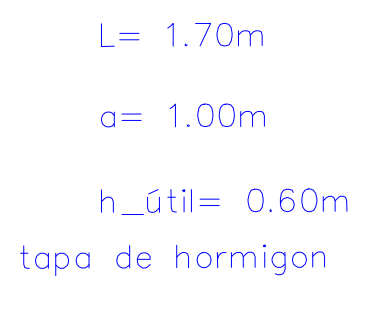 L= 1.70m
a= 1.00m
h_útil= 0.60m
tapa de hormigon